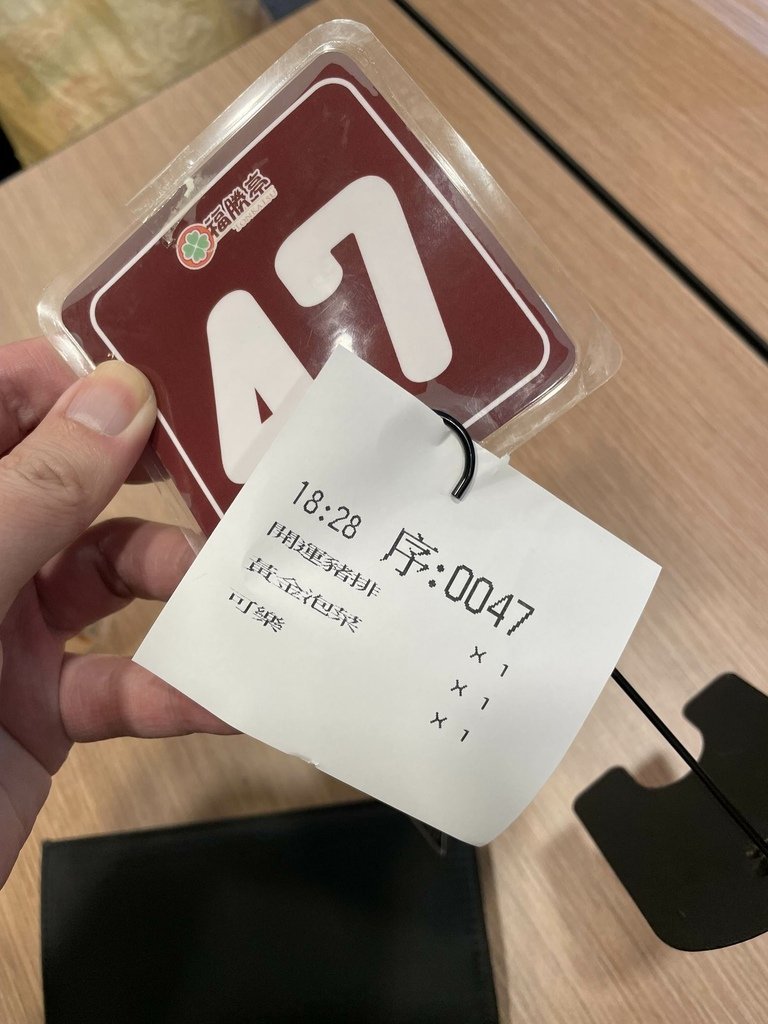 福勝亭
TONKATSU
47
18:28 序:0047
開運豬排 × 1
黃金泡菜 × 1
可樂 × 1